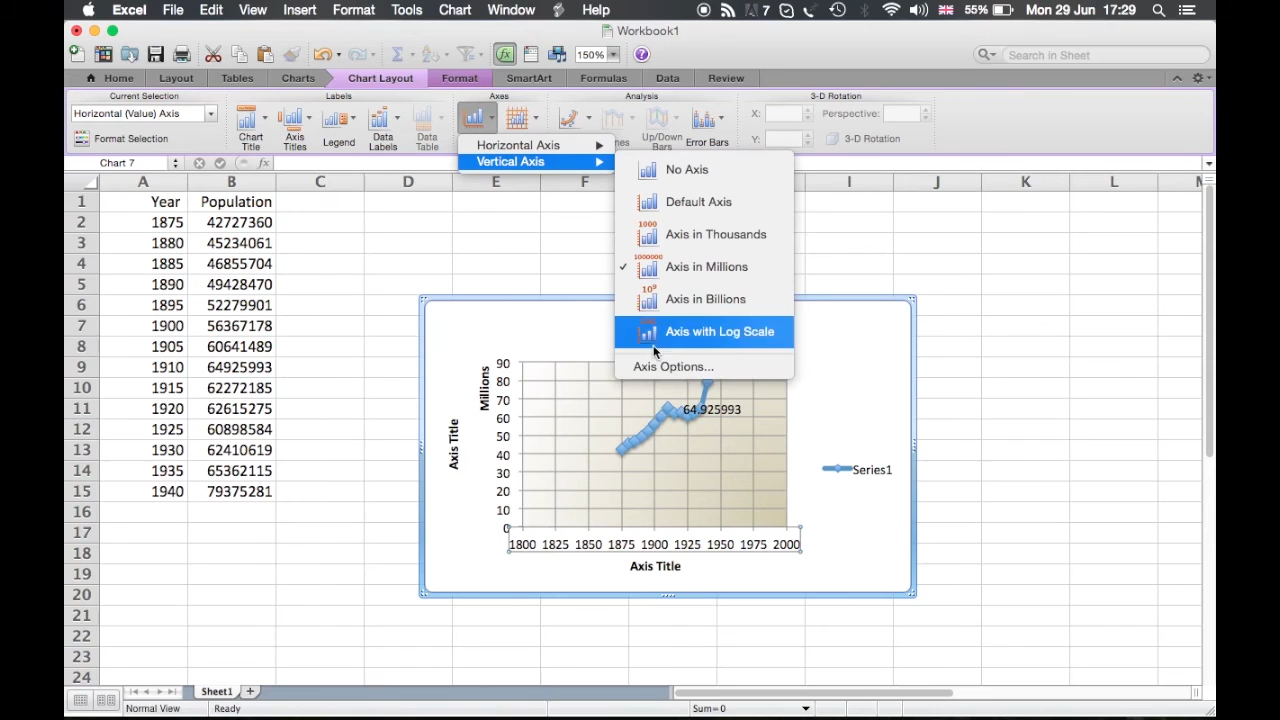 Excel File Edit View Insert Format Tools Chart Window Help 7 55% Mon 29 Jun 17:29
Workbook1
150% Search in Sheet
Home Layout Tables Charts Chart Layout Format SmartArt Formulas Data Review
Current Selection Labels Axes Analysis 3-D Rotation
Horizontal (Value) Axis X: Perspective:
Format Selection Chart Title Axis Titles Legend Data Labels Data Table Up/Down Bars Error Bars Y: 3-D Rotation
Horizontal Axis
Vertical Axis
No Axis
Default Axis
1000 Axis in Thousands
1000000 Axis in Millions
10⁹ Axis in Billions
Axis with Log Scale
Axis Options...
Chart 7 fx
A B C D E F I J K L
1 Year Population
2 1875 42727360
3 1880 45234061
4 1885 46855704
5 1890 49428470
6 1895 52279901
7 1900 56367178
8 1905 60641489
9 1910 64925993
10 1915 62272185
11 1920 62615275
12 1925 60898584
13 1930 62410619
14 1935 65362115
15 1940 79375281
16
17
18
19
20
21
22
23
24
Axis Title
Millions
90
80
70
60
50
40
30
20
10
0
64.925993
Series1
1800 1825 1850 1875 1900 1925 1950 1975 2000
Axis Title
Sheet1
Normal View Ready Sum=0